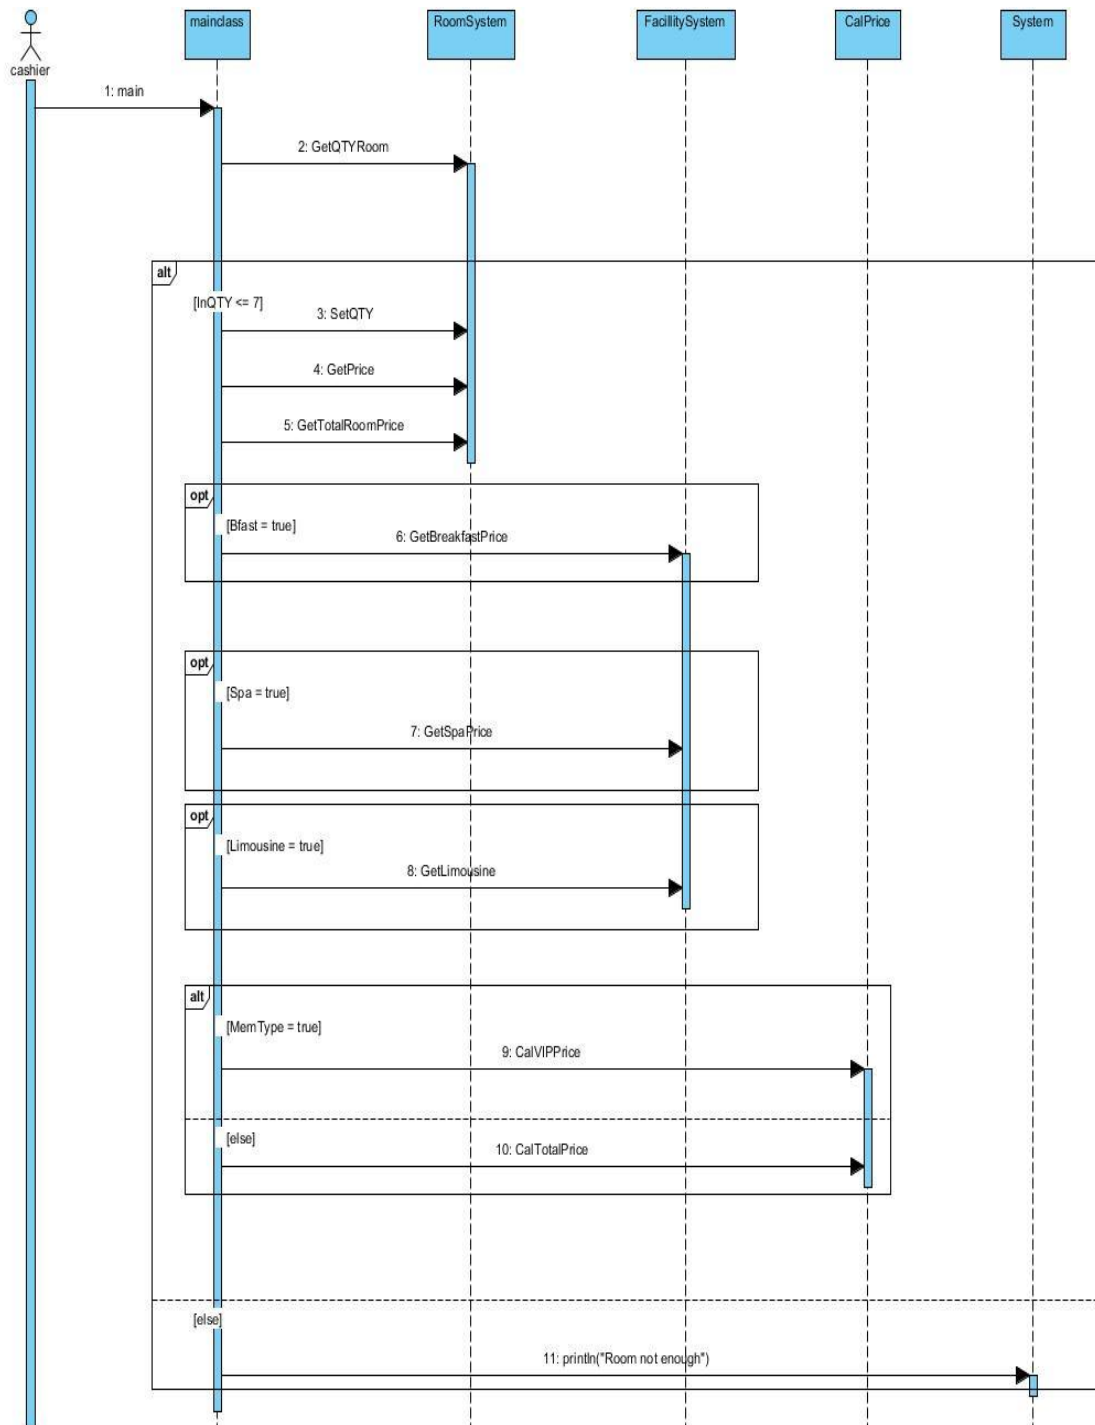 mainclass
RoomSystem
FacillitySystem
CalPrice
System
cashier
1: main
2: GetQTYRoom
alt
[InQTY <= 7]
3: SetQTY
4: GetPrice
5: GetTotalRoomPrice
opt
[Bfast = true]
6: GetBreakfastPrice
opt
[Spa = true]
7: GetSpaPrice
opt
[Limousine = true]
8: GetLimousine
alt
[MemType = true]
9: CalVIPPrice
[else]
10: CalTotalPrice
[else]
11: println("Room not enough")